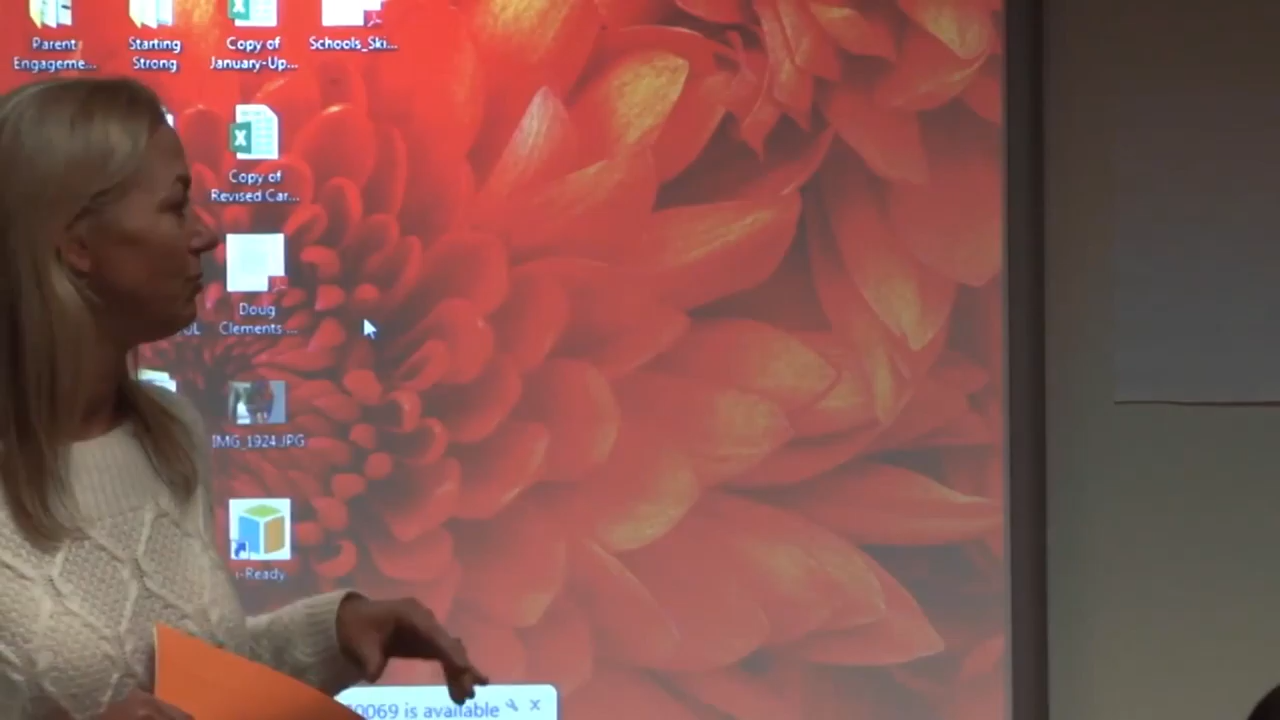 Parent
Engageme...
Starting
Strong
Copy of
January-Up...
Schools_Ski...
Copy of
Revised Car...
Doug
Clements ...
IMG_1924.JPG
i-Ready
0069 is available